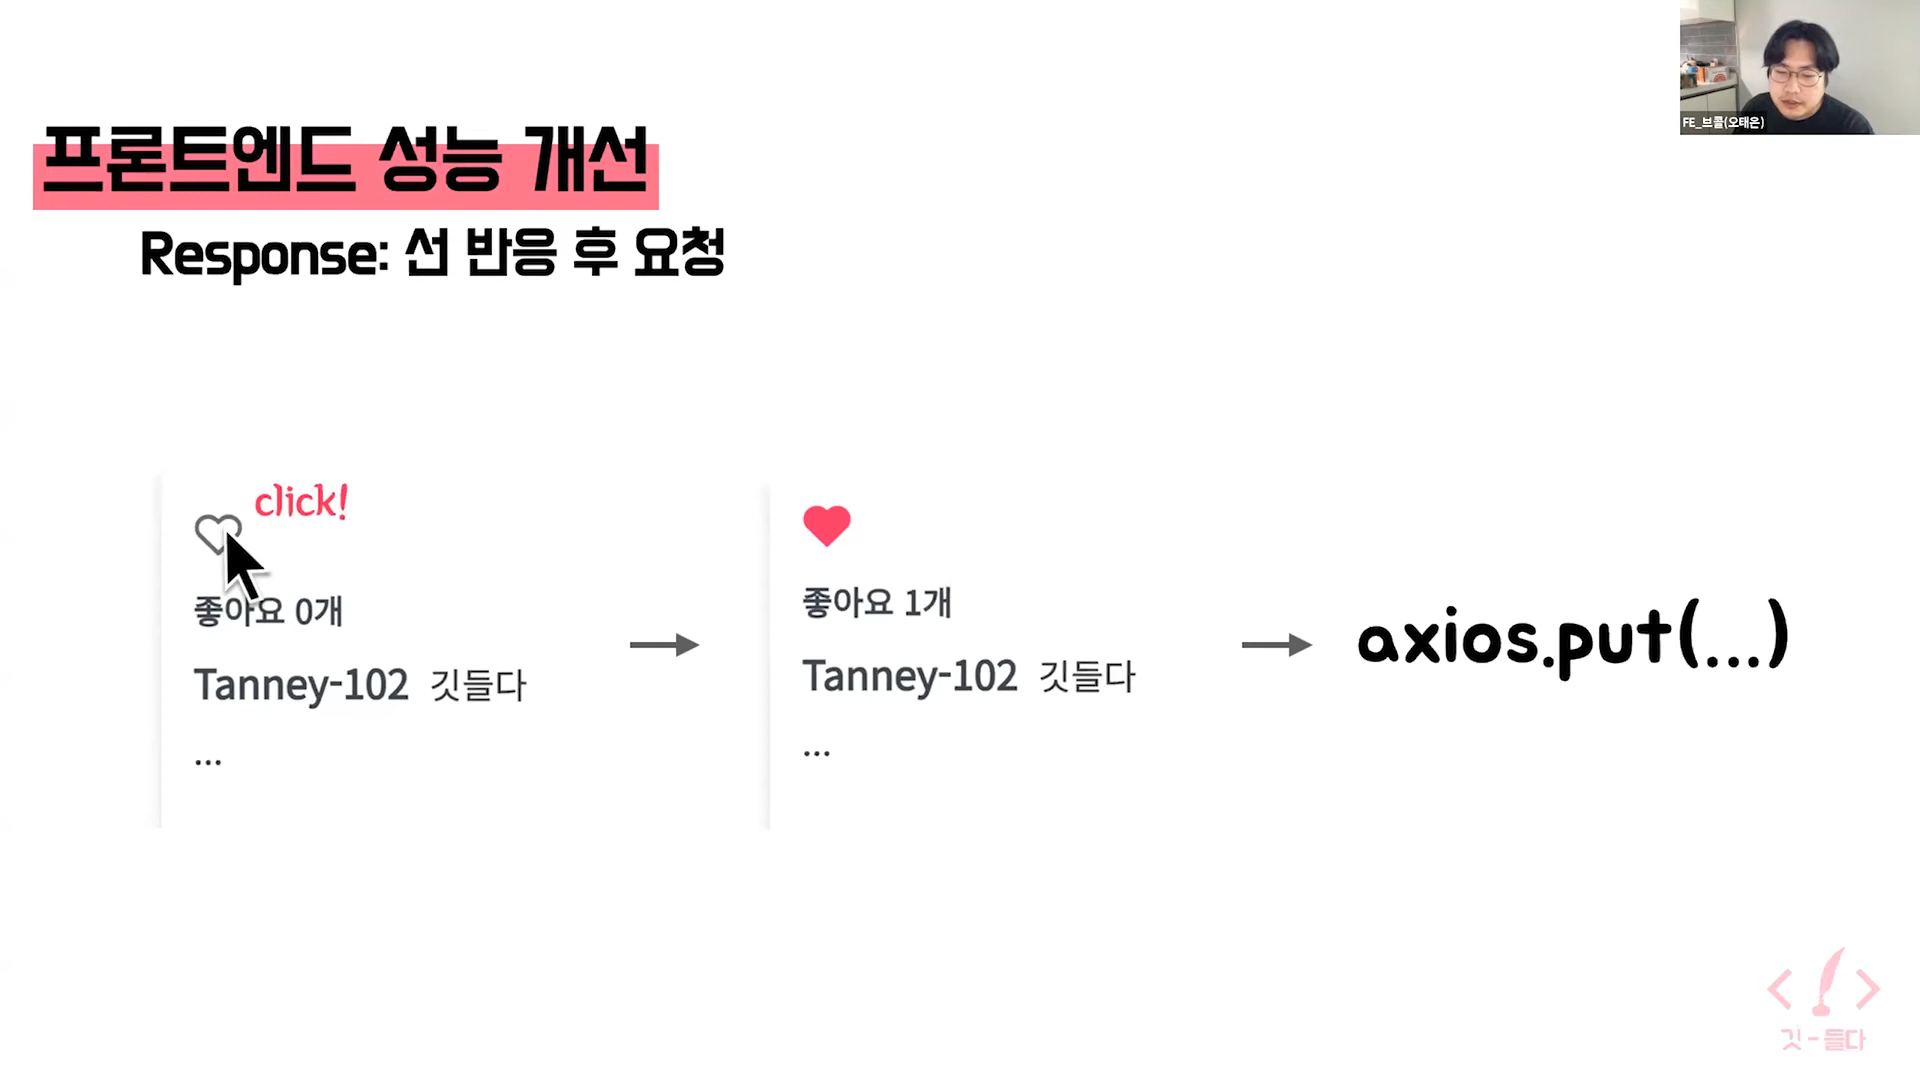 프론트엔드 성능 개선
Response: 선 반응 후 요청
click!
좋아요 0개
Tanney-102 깃들다
...
좋아요 1개
Tanney-102 깃들다
...
axios.put(...)
FE_브콜(오태은)
깃-들다